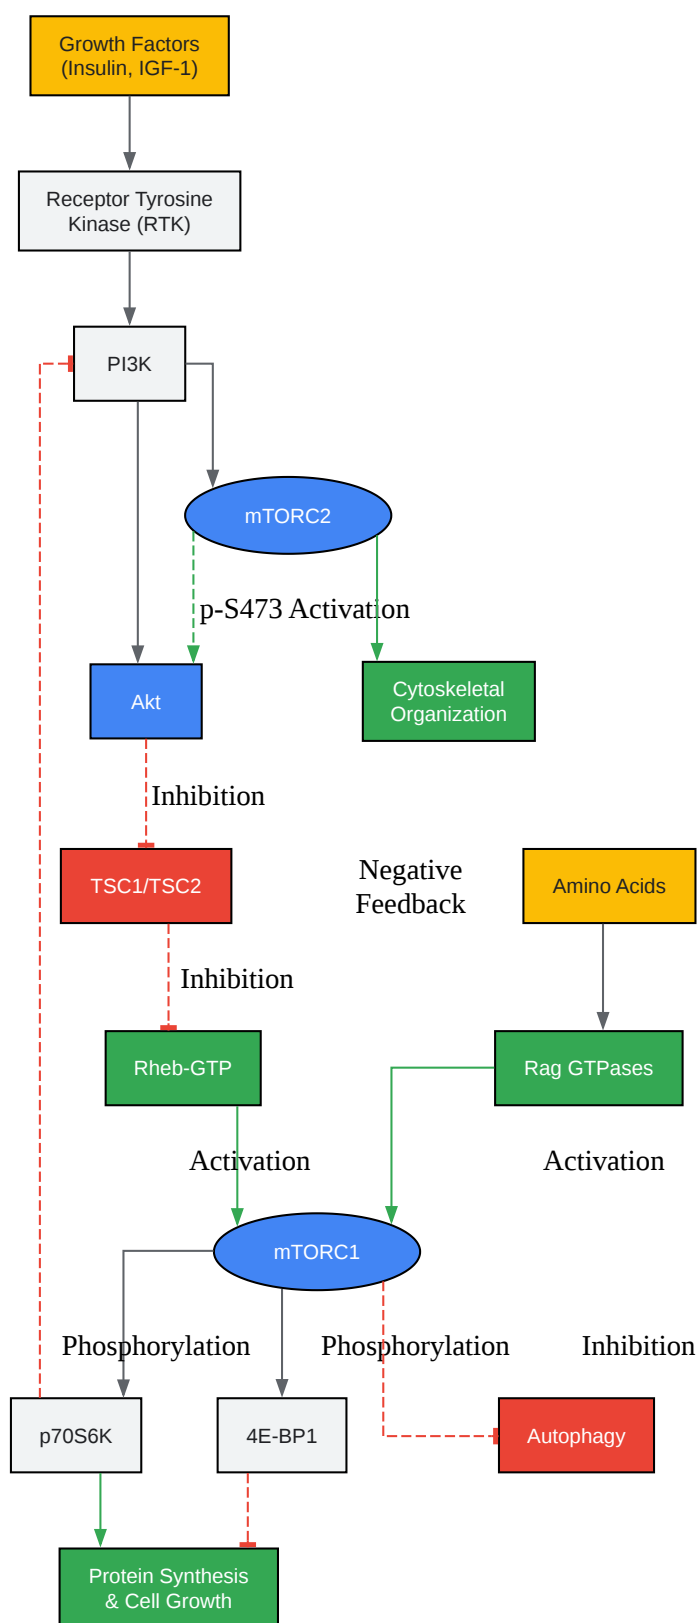 Growth Factors
(Insulin, IGF-1)
Receptor Tyrosine
Kinase (RTK)
PI3K
mTORC2
p-S473 Activation
Akt
Cytoskeletal
Organization
Inhibition
TSC1/TSC2
Negative
Feedback
Amino Acids
Inhibition
Rheb-GTP
Rag GTPases
Activation
Activation
mTORC1
Phosphorylation
Phosphorylation
Inhibition
p70S6K
4E-BP1
Autophagy
Protein Synthesis
& Cell Growth